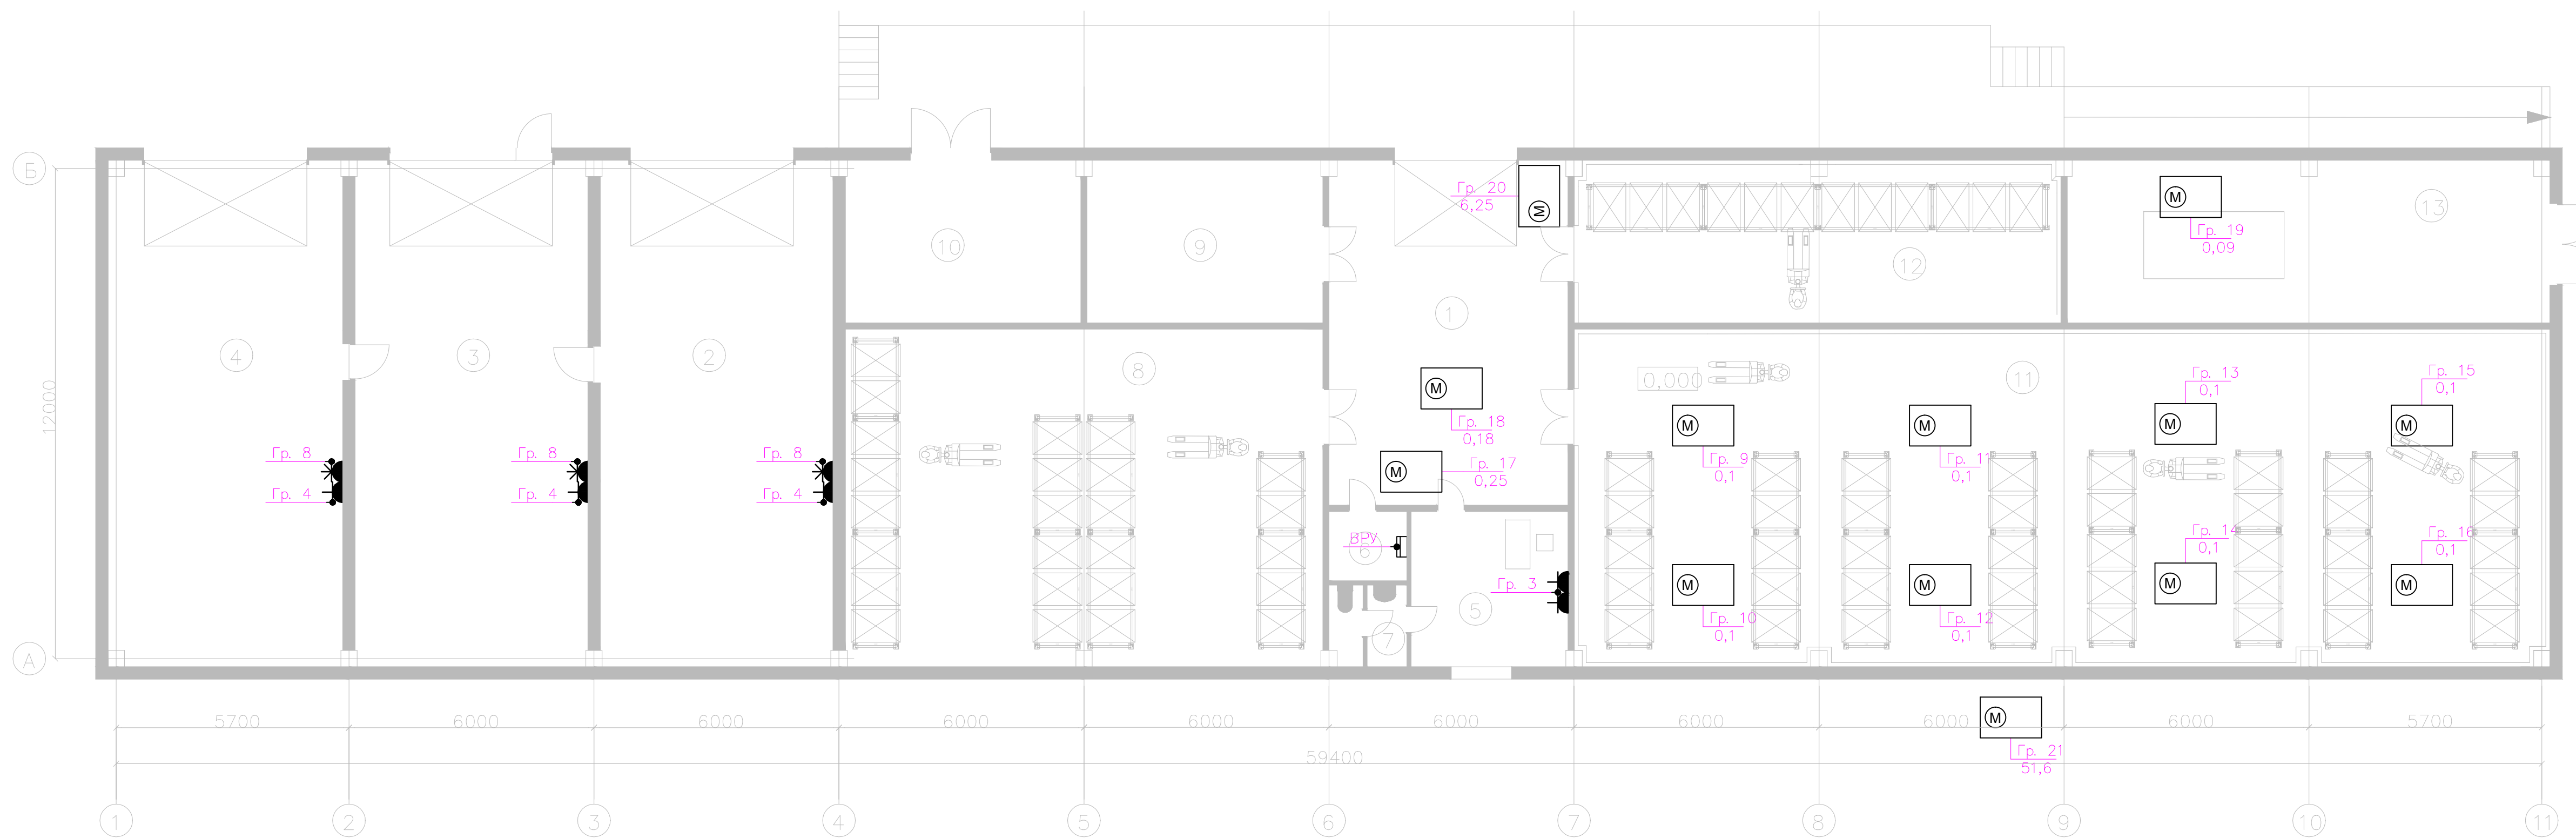 Б
Гр. 20
6,25
13
Гр. 19
0,09
10
9
12
1
4
3
2
8
0,000
11
Гр. 13
0,1
Гр. 15
0,1
12000
Гр. 18
0,18
Гр. 8
Гр. 8
Гр. 8
Гр. 17
0,25
Гр. 9
0,1
Гр. 11
0,1
Гр. 4
Гр. 4
Гр. 4
ВРУ
6
Гр. 14
0,1
Гр. 16
0,1
Гр. 3
5
7
Гр. 10
0,1
Гр. 12
0,1
А
М
М
М
М
М
М
М
М
М
М
М
М
М
5700
6000
6000
6000
6000
6000
6000
6000
6000
5700
59400
Гр. 21
51,6
1
2
3
4
5
6
7
8
9
10
11